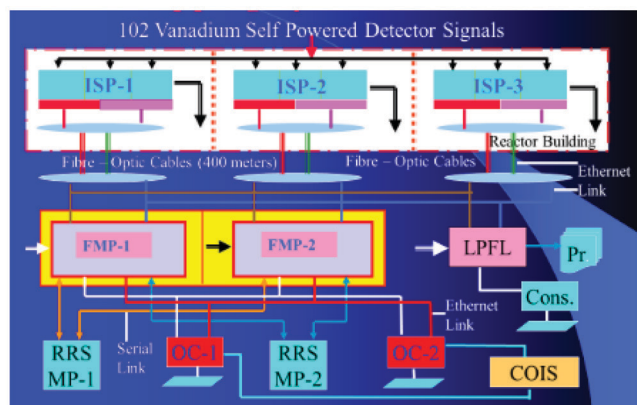 102 Vanadium Self Powered Detector Signals
ISP-1
ISP-2
ISP-3
Reactor Building
Fibre – Optic Cables (400 meters)
Fibre – Optic Cables
Ethernet
Link
FMP-1
FMP-2
LPFL
Pr
Cons.
Ethernet
Link
Serial
Link
RRS
MP-1
OC-1
RRS
MP-2
OC-2
COIS